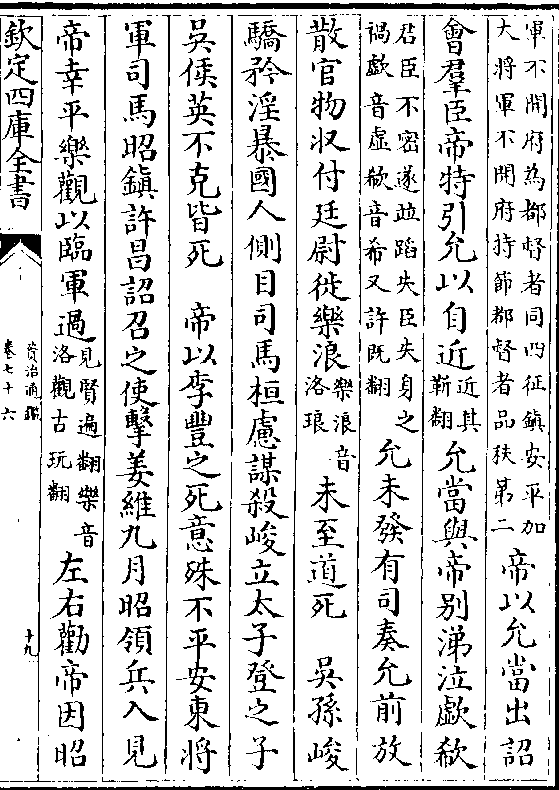 軍不開府為都督者同四征鎮安平加
大將軍不開府持節都督者品秩第二
帝以允當出詔
會羣臣帝特引允以自近
近其
靳翻
允當與帝别涕泣歔欷
君臣不密遂竝蹈失臣失身之
禍歔音虚欷音希又許既翻
允未發有司奏允前放
散官物收付廷尉徙樂浪
樂浪音
洛琅
未至道死　吳孫峻
驕矜淫暴國人側目司馬桓慮謀殺峻立太子登之子
吳侯英不克皆死　帝以李豐之死意殊不平安東將
軍司馬昭鎮許昌詔召之使擊姜維九月昭領兵入見
帝幸平樂觀以臨軍過
見賢遍翻樂音
洛觀古玩翻
左右勸帝因昭
欽定四庫全書
資治通鑑
卷七十六
十九